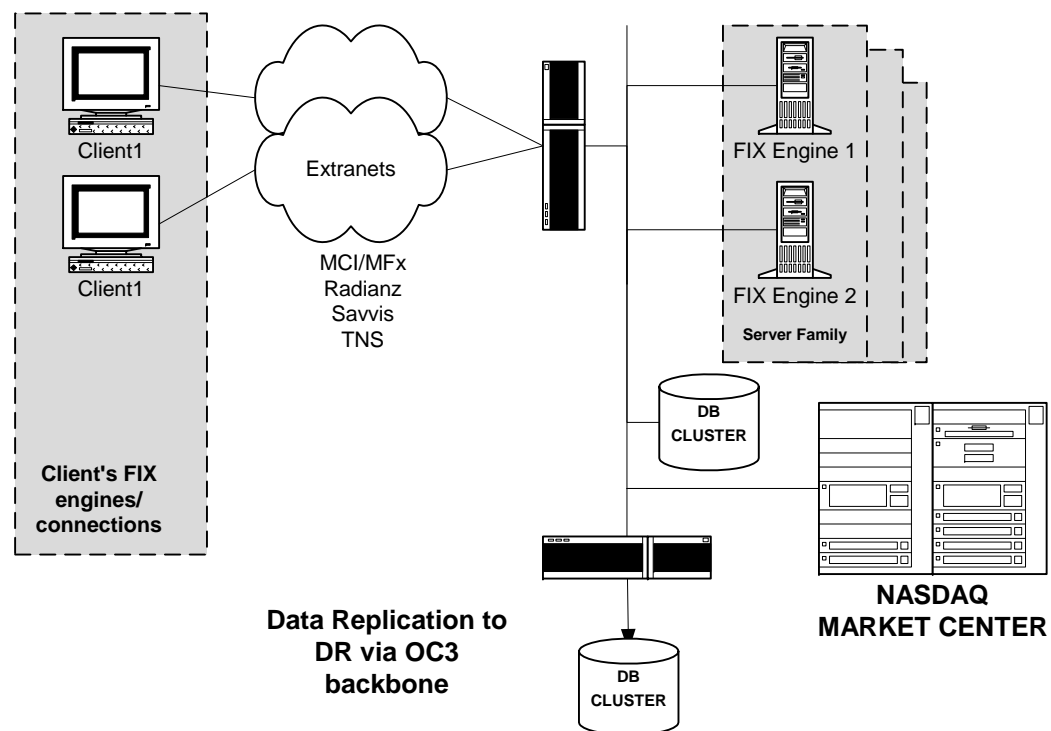 Client1
Client1
Client's FIX
engines/
connections
Extranets
MCI/MFx
Radianz
Savvis
TNS
FIX Engine 1
FIX Engine 2
Server Family
DB
CLUSTER
NASDAQ
MARKET CENTER
Data Replication to
DR via OC3
backbone
DB
CLUSTER